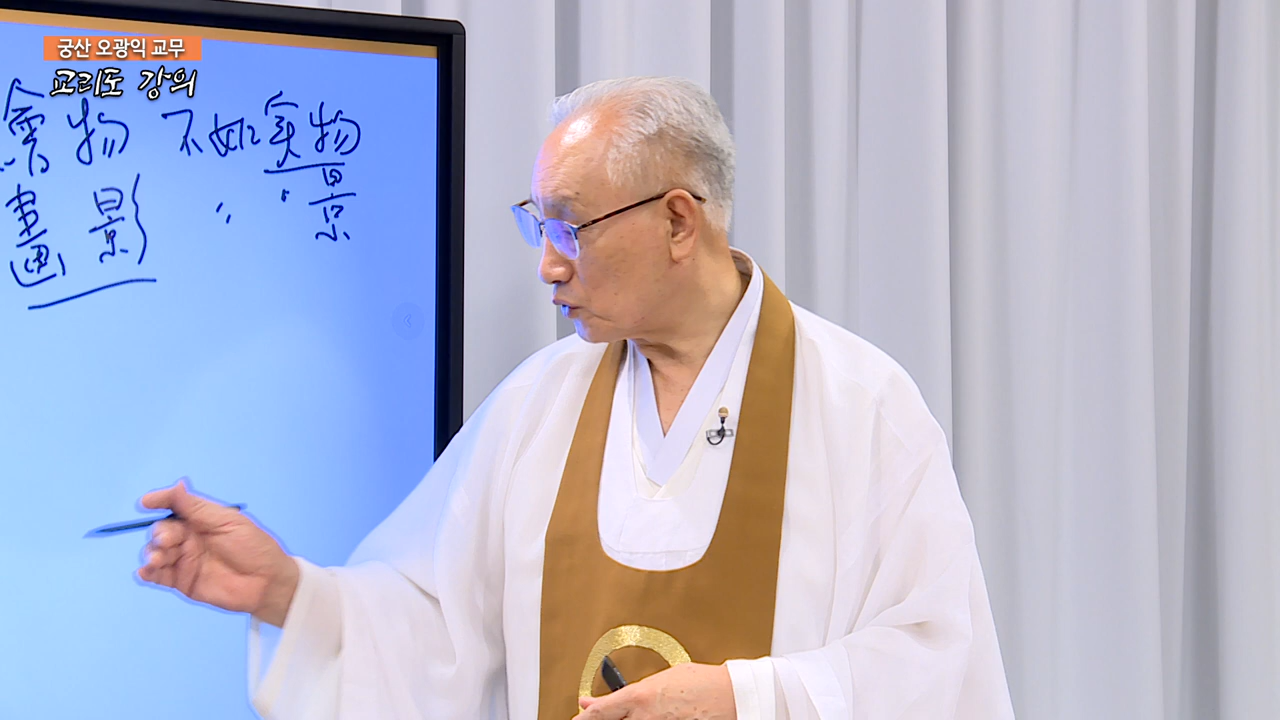 궁산 오광익 교무
교리도 강의
物 不如实物
畫影 〃 〃景